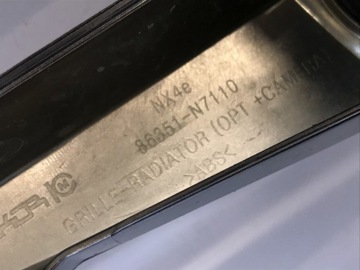 NX4e
86351-N7110
GRILLE-RADIATOR (OPT +CAMERA)
>ABS<